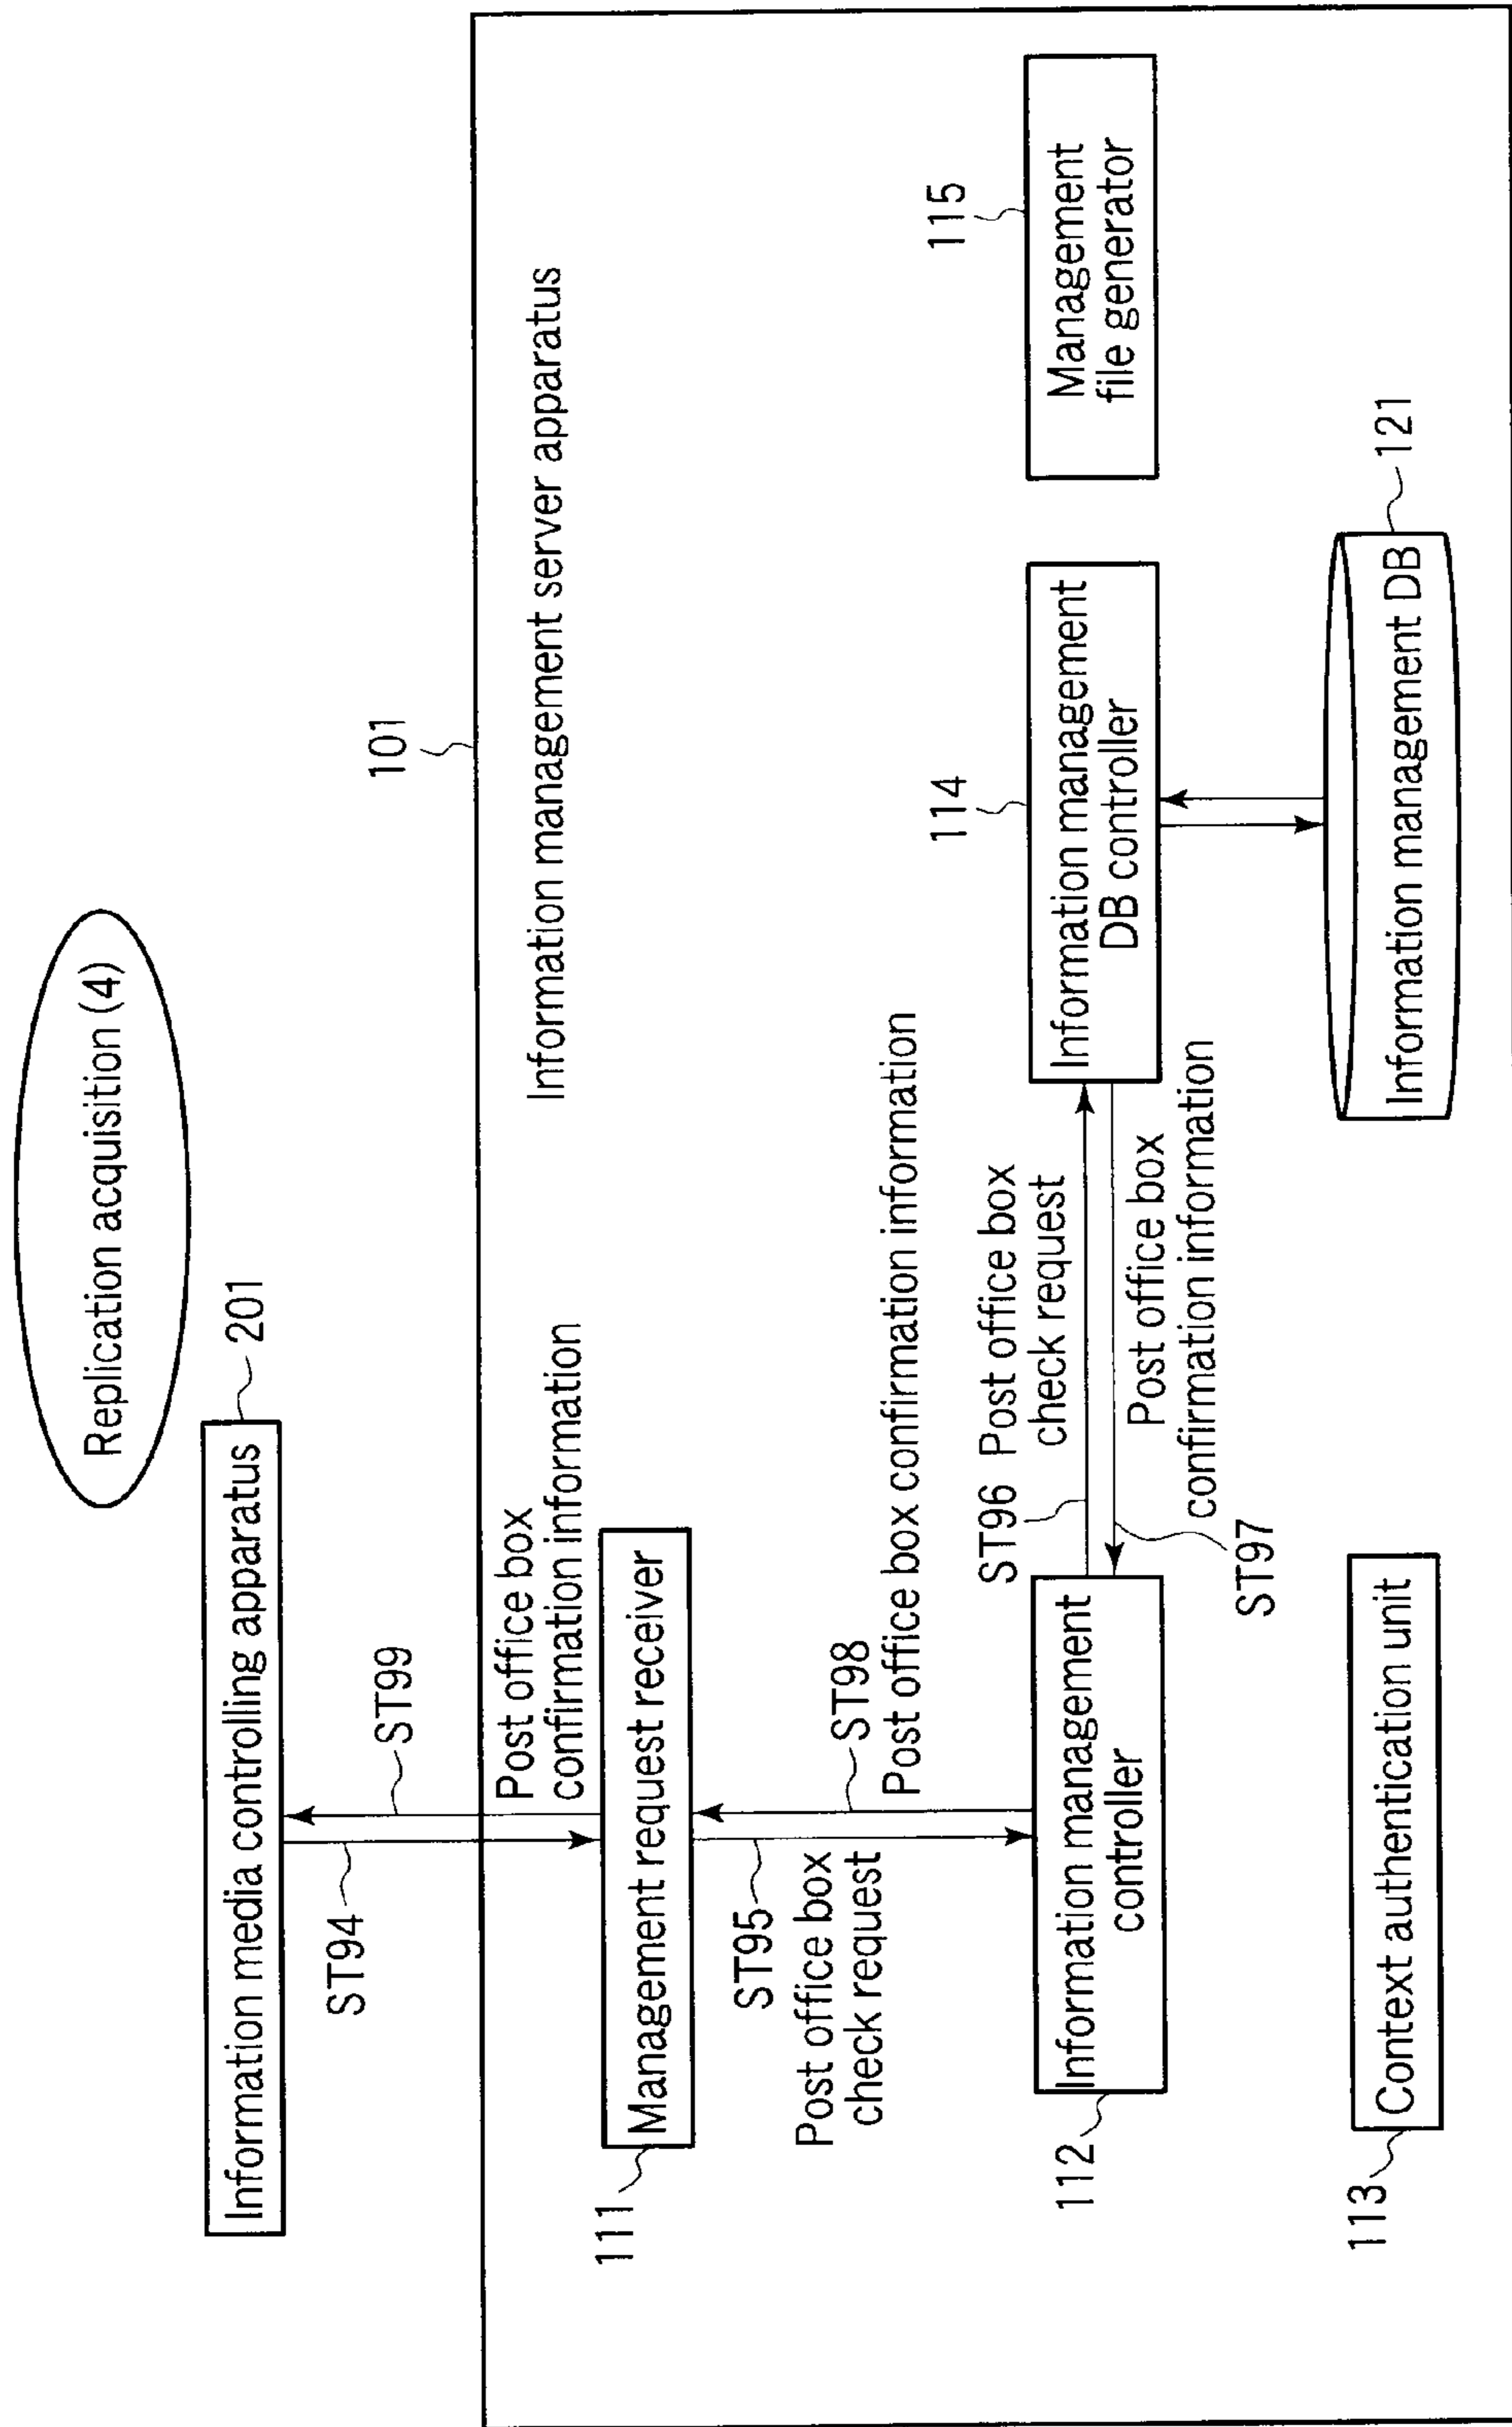 Replication acquisition (4)
Information media controlling apparatus
201
ST94
ST99
101
Information management server apparatus
Post office box
confirmation information
111
Management request receiver
ST95
Post office box
check request
ST98
Post office box confirmation information
112
Information management
controller
ST96 Post office box
check request
Post office box
confirmation information
ST97
114
Information management
DB controller
115
Management
file generator
113
Context authentication unit
Information management DB
121